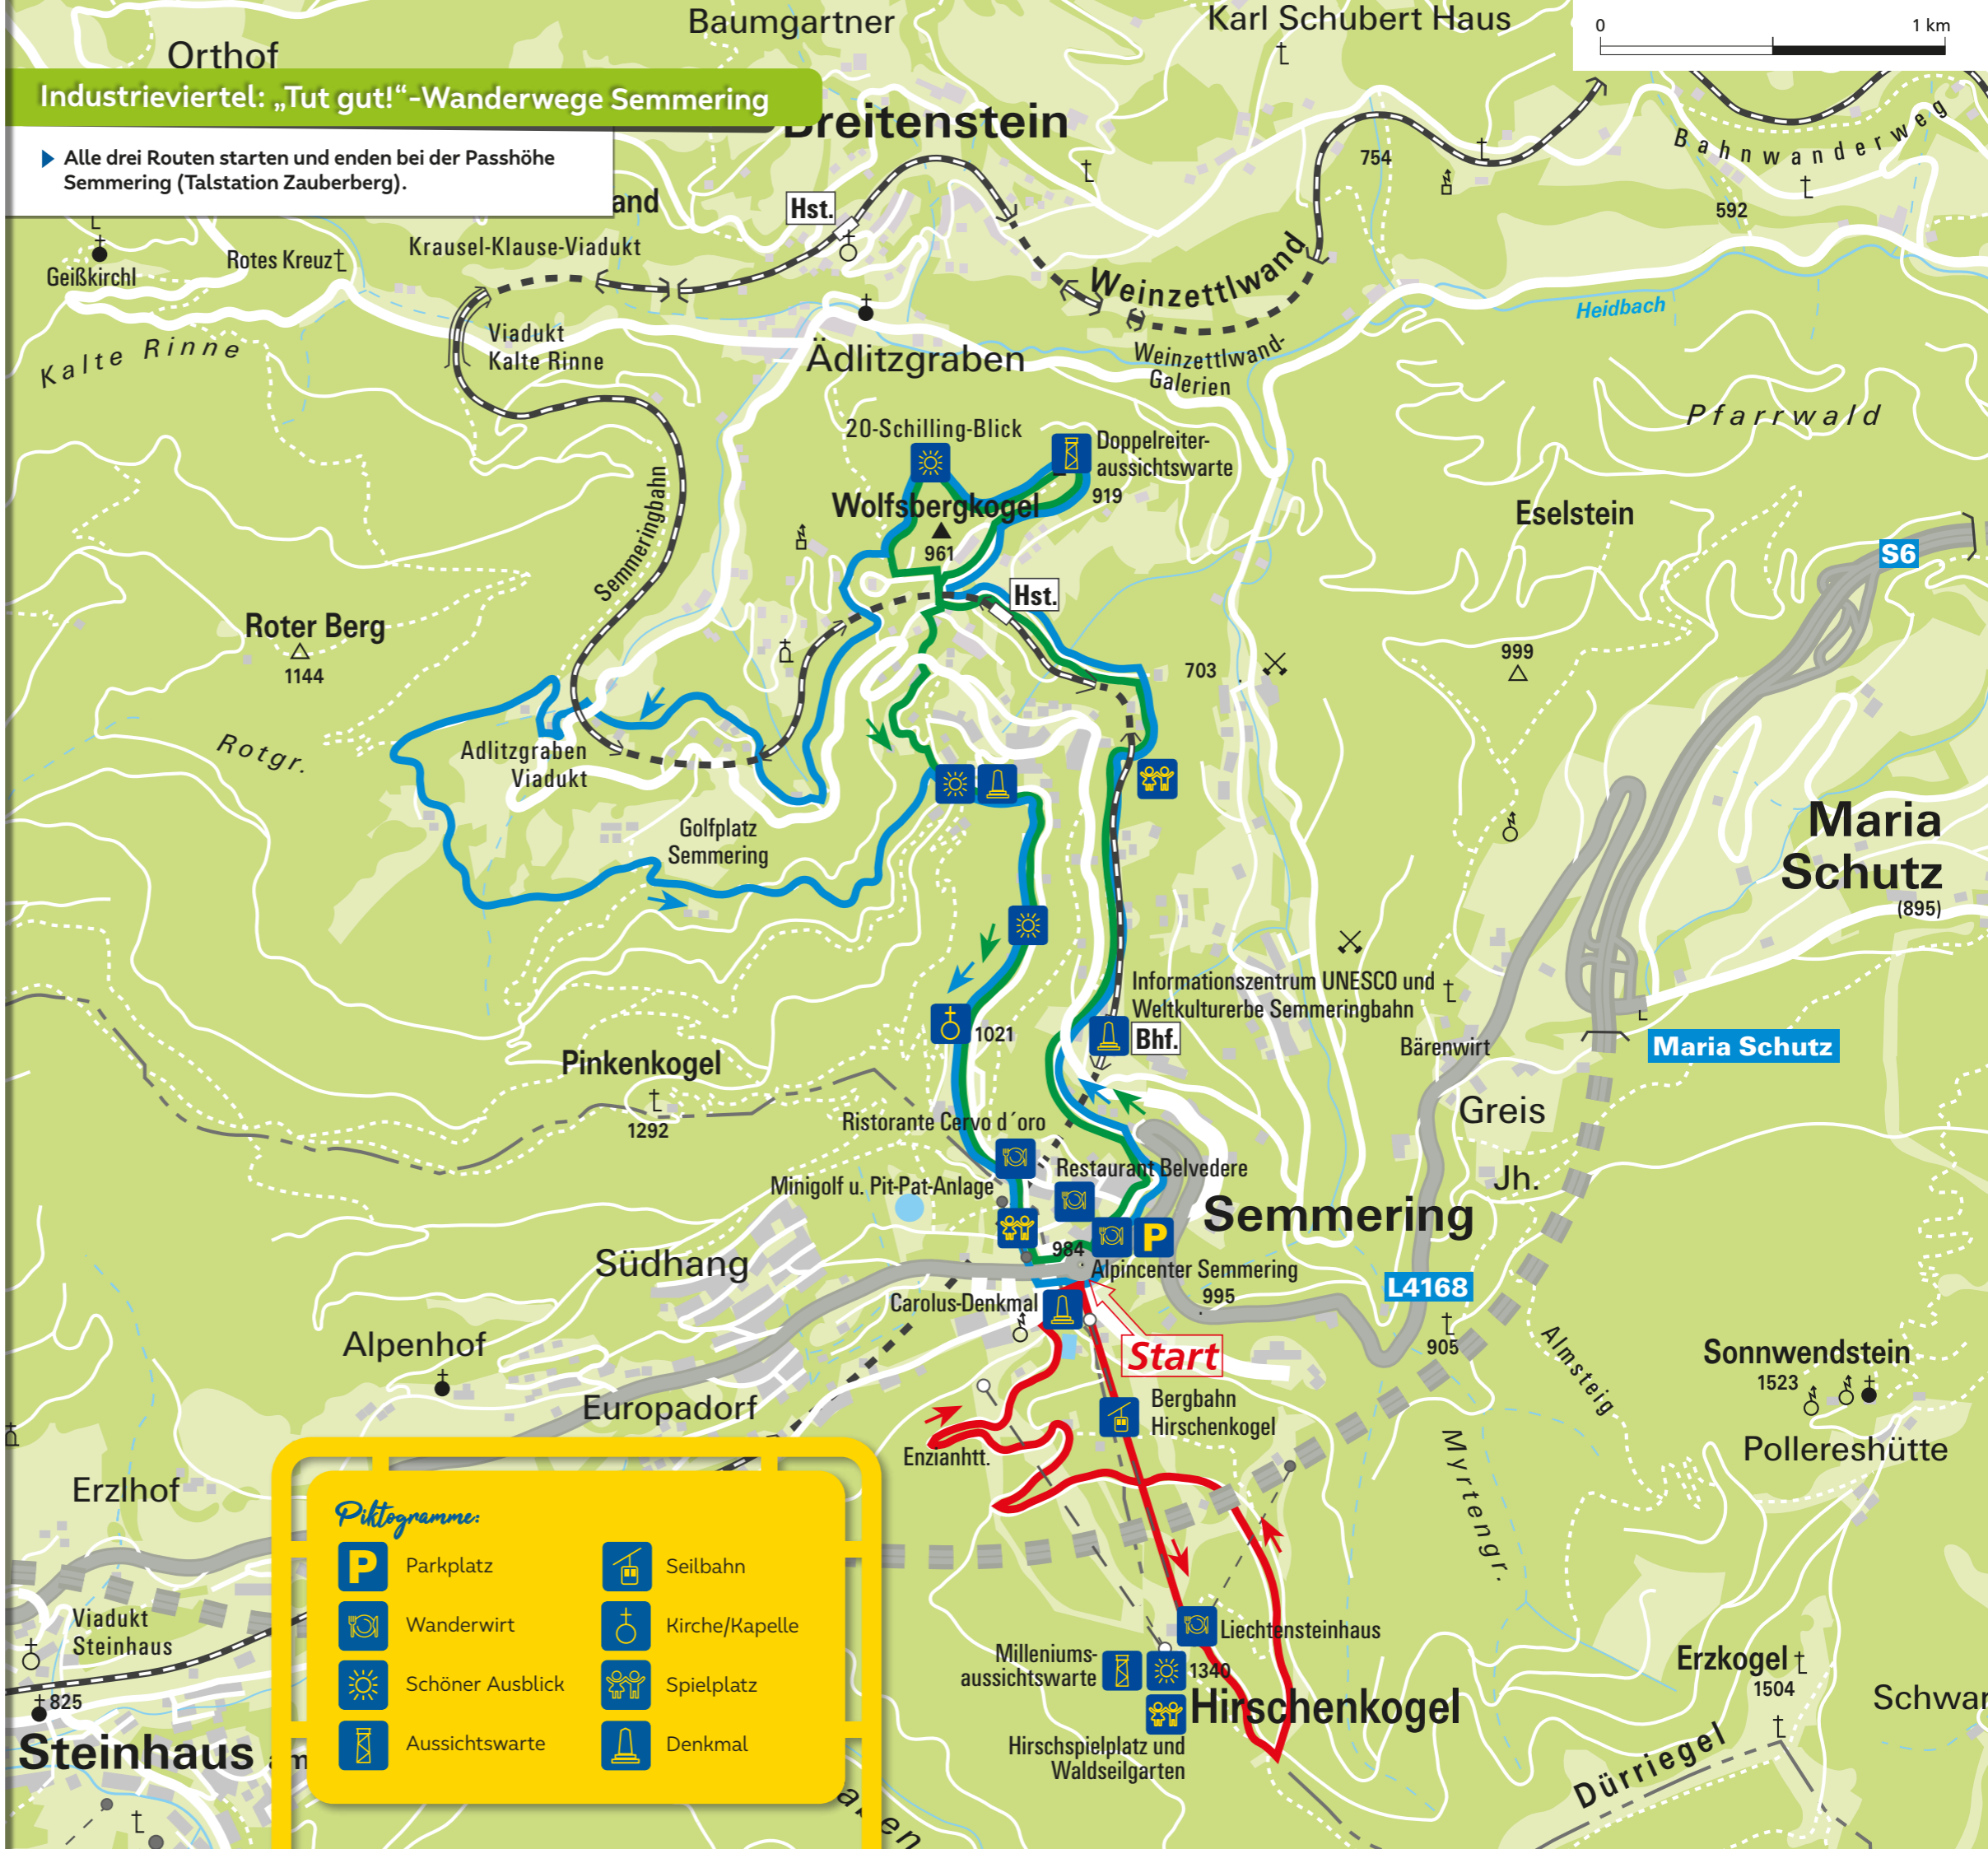 Baumgartner
Karl Schubert Haus
0 1 km
Orthof
Industrieviertel: „Tut gut!“-Wanderwege Semmering
Breitenstein
Alle drei Routen starten und enden bei der Passhöhe
Semmering (Talstation Zauberberg).
and
Hst.
754
Bahnwanderweg
592
Geißkirchl
Rotes Kreuz
Krausel-Klause-Viadukt
Weinzettlwand
Heidbach
Viadukt
Kalte Rinne
Kalte Rinne
Ädlitzgraben
Weinzettlwand-
Galerien
Pfarrwald
20-Schilling-Blick
Doppelreiter-
aussichtswarte
919
Wolfsbergkogel
961
Eselstein
S6
Semmeringbahn
Hst.
Roter Berg
1144
703
999
Rotgr.
Adlitzgraben
Viadukt
Golfplatz
Semmering
Maria
Schutz
(895)
Informationszentrum UNESCO und
Weltkulturerbe Semmeringbahn
Bhf.
1021
Bärenwirt
Maria Schutz
Pinkenkogel
1292
Greis
Ristorante Cervo d´oro
Restaurant Belvedere
Jh.
Minigolf u. Pit-Pat-Anlage
Semmering
P
984
Südhang
Alpincenter Semmering
995
L4168
Carolus-Denkmal
905
Almsteig
Alpenhof
Start
Sonnwendstein
1523
Europadorf
Bergbahn
Hirschenkogel
Enzianhtt.
Myrtengr.
Pollereshütte
Erzlhof
Piktogramme:
P Parkplatz
Seilbahn
Wanderwirt
Kirche/Kapelle
Schöner Ausblick
Spielplatz
Aussichtswarte
Denkmal
Viadukt
Steinhaus
825
Steinhaus am
Liechtensteinhaus
Milleniums-
aussichtswarte
1340
Hirschenkogel
Hirschspielplatz und
Waldseilgarten
Erzkogel
1504
Schwar
Dürriegel